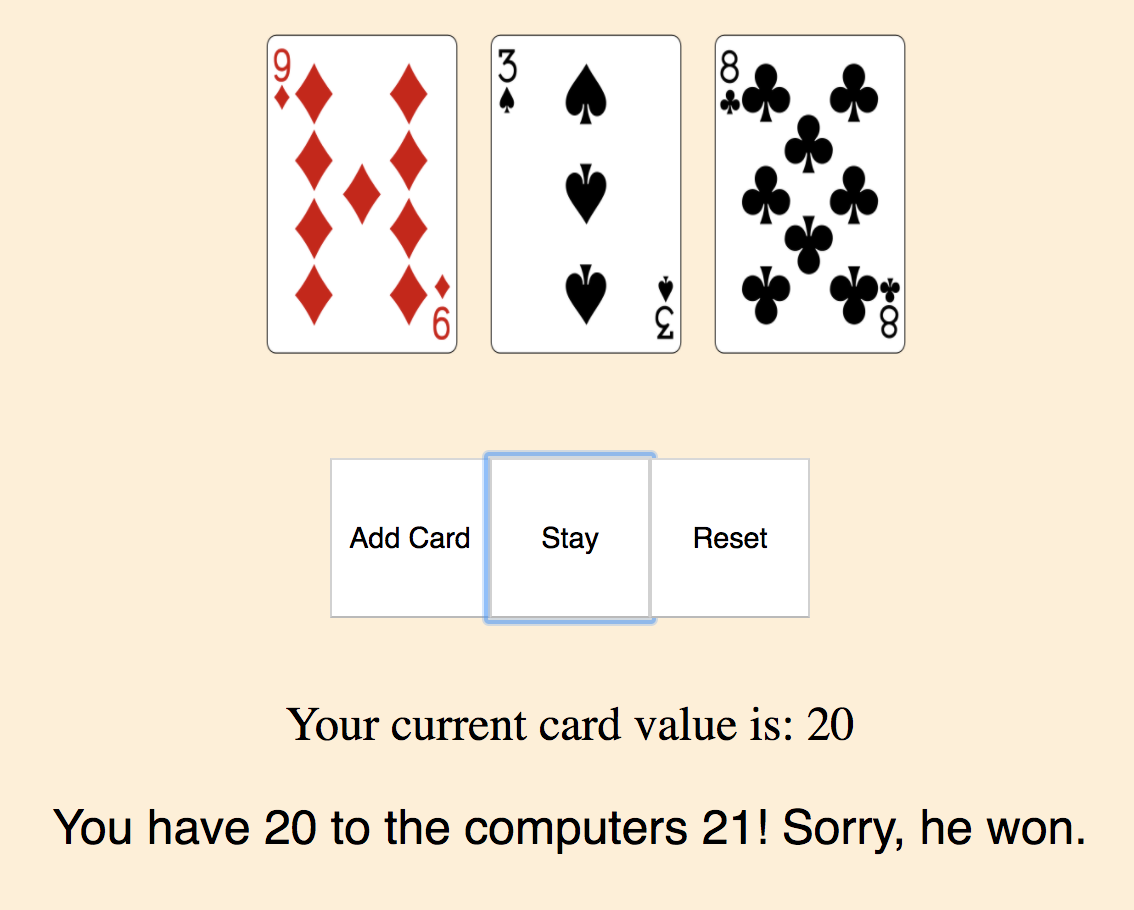 9 3 8
9 3 8
Add Card Stay Reset
Your current card value is: 20
You have 20 to the computers 21! Sorry, he won.